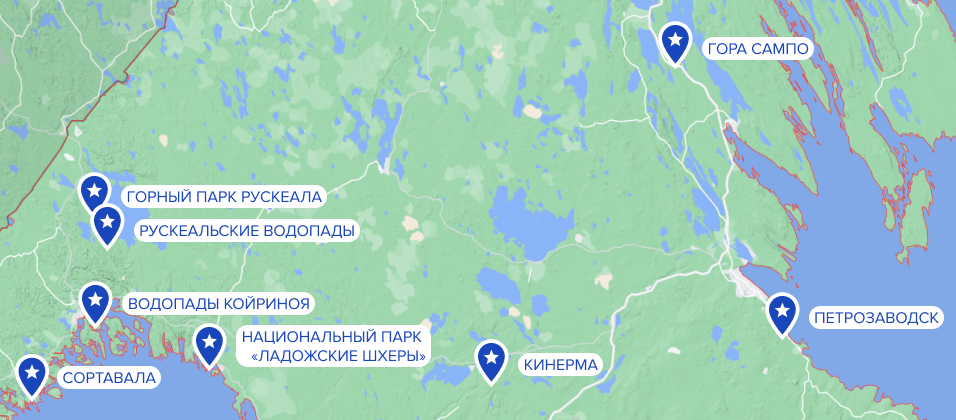 ГОРА САМПО
ГОРНЫЙ ПАРК РУСКЕАЛА
РУСКЕАЛЬСКИЕ ВОДОПАДЫ
ВОДОПАДЫ КОЙРИНОЯ
ПЕТРОЗАВОДСК
НАЦИОНАЛЬНЫЙ ПАРК
«ЛАДОЖСКИЕ ШХЕРЫ»
КИНЕРМА
СОРТАВАЛА